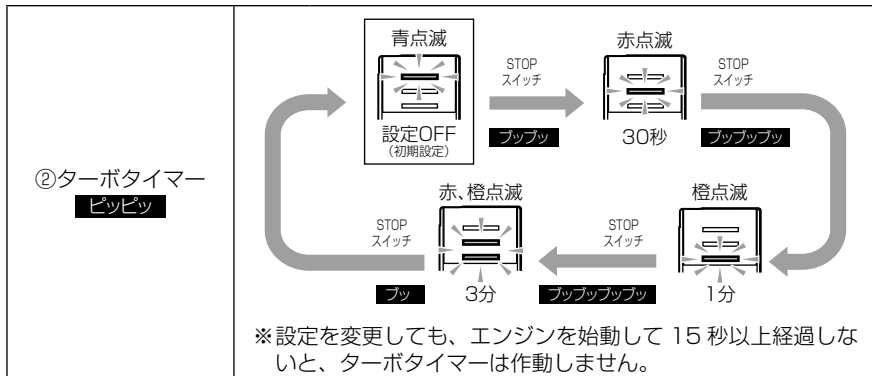 ②ターボタイマー
ピッピッ
青点滅
設定OFF
(初期設定)
STOP
スイッチ
ブッブッ
赤点滅
30秒
STOP
スイッチ
ブッブッブッ
橙点滅
1分
STOP
スイッチ
ブッブッブッブッ
赤、橙点滅
3分
STOP
スイッチ
ブッ
※設定を変更しても、エンジンを始動して 15 秒以上経過しな
いと、ターボタイマーは作動しません。